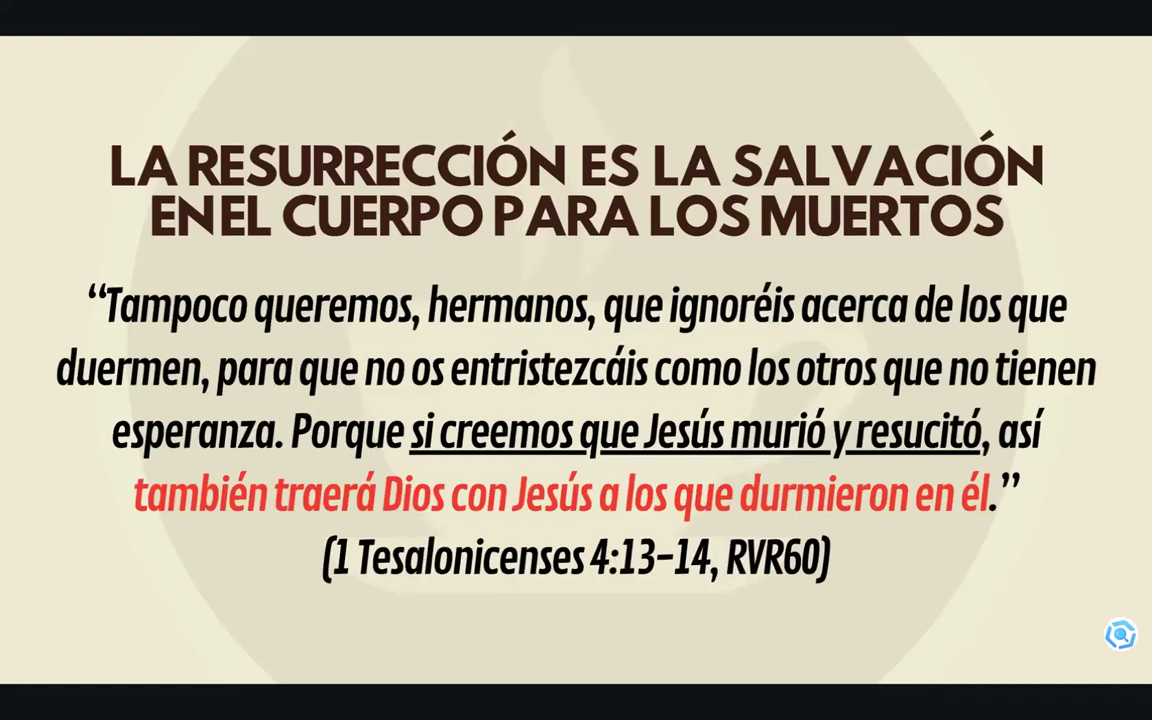 LA RESURRECCIÓN ES LA SALVACIÓN
EN EL CUERPO PARA LOS MUERTOS
“Tampoco queremos, hermanos, que ignoréis acerca de los que
duermen, para que no os entristezcáis como los otros que no tienen
esperanza. Porque si creemos que Jesús murió y resucitó, así
también traerá Dios con Jesús a los que durmieron en él.”
(1 Tesalonicenses 4:13–14, RVR60)